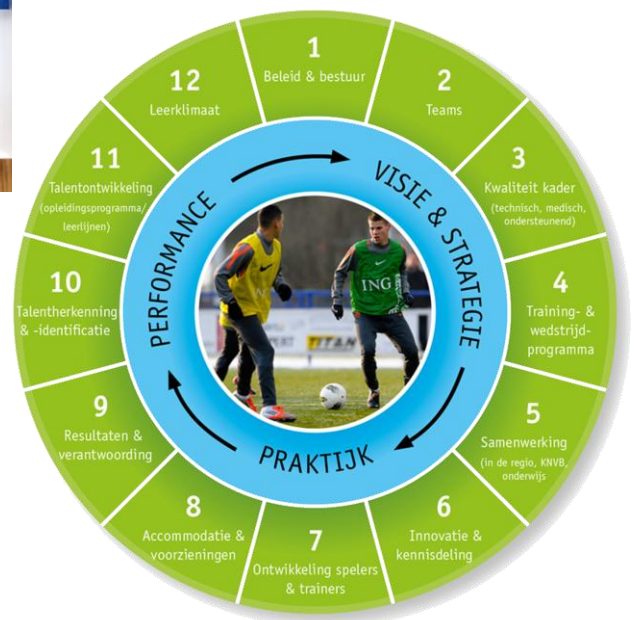 1
Beleid & bestuur
2
Teams
3
Kwaliteit kader
(technisch, medisch,
ondersteunend)
4
Training- &
wedstrijd-
programma
5
Samenwerking
(in de regio, KNVB,
onderwijs
6
Innovatie &
kennisdeling
7
Ontwikkeling spelers
& trainers
8
Accommodatie &
voorzieningen
9
Resultaten &
verantwoording
10
Talentherkenning
& -identificatie
11
Talentontwikkeling
(opleidingsprogramma/
leerlijnen)
12
Leerklimaat
VISIE & STRATEGIE
PRAKTIJK
PERFORMANCE
ING
ING
TITAN